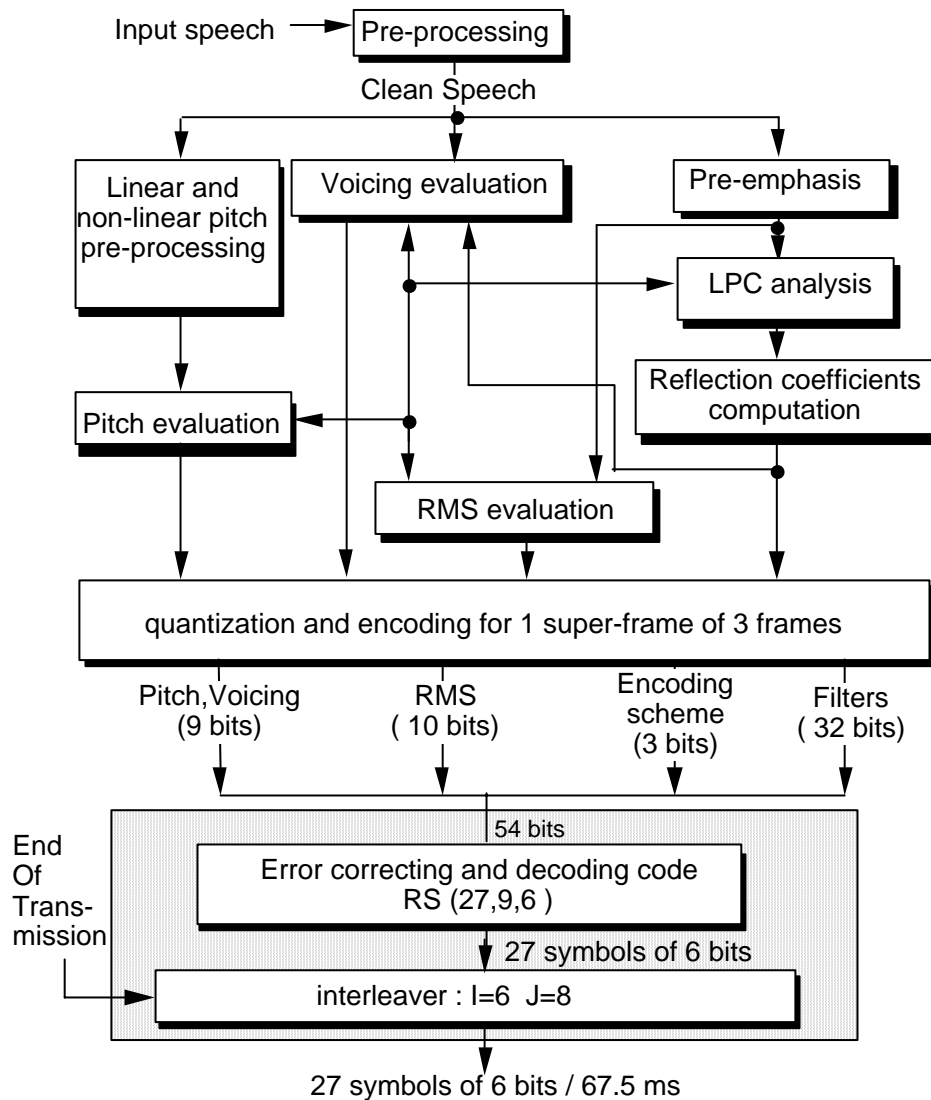 Input speech
Pre-processing
Clean Speech
Linear and
non-linear pitch
pre-processing
Voicing evaluation
Pre-emphasis
LPC analysis
Reflection coefficients
computation
Pitch evaluation
RMS evaluation
quantization and encoding for 1 super-frame of 3 frames
Pitch,Voicing
(9 bits)
RMS
( 10 bits)
Encoding
scheme
(3 bits)
Filters
( 32 bits)
54 bits
End
Of
Trans-
mission
Error correcting and decoding code
RS (27,9,6 )
27 symbols of 6 bits
interleaver : I=6 J=8
27 symbols of 6 bits / 67.5 ms